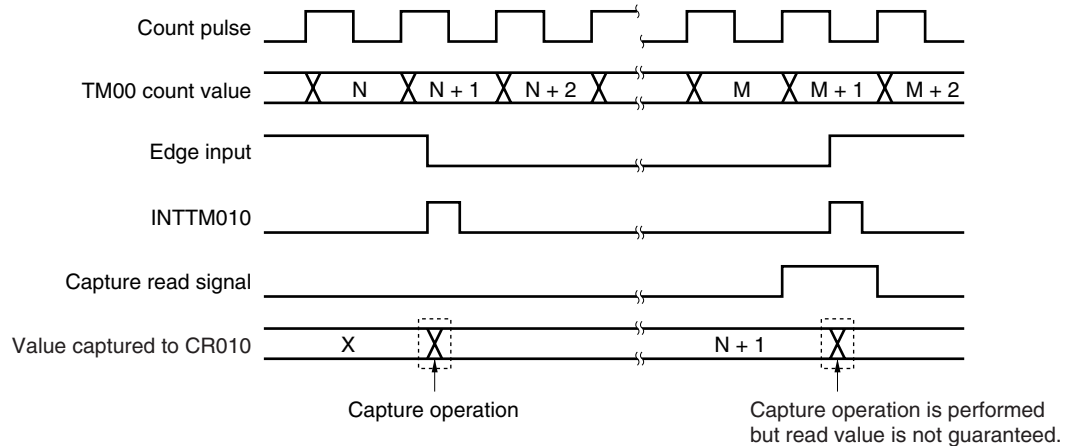 Count pulse
TM00 count value N N + 1 N + 2 M M + 1 M + 2
Edge input
INTTM010
Capture read signal
Value captured to CR010 X N + 1
Capture operation
Capture operation is performed
but read value is not guaranteed.